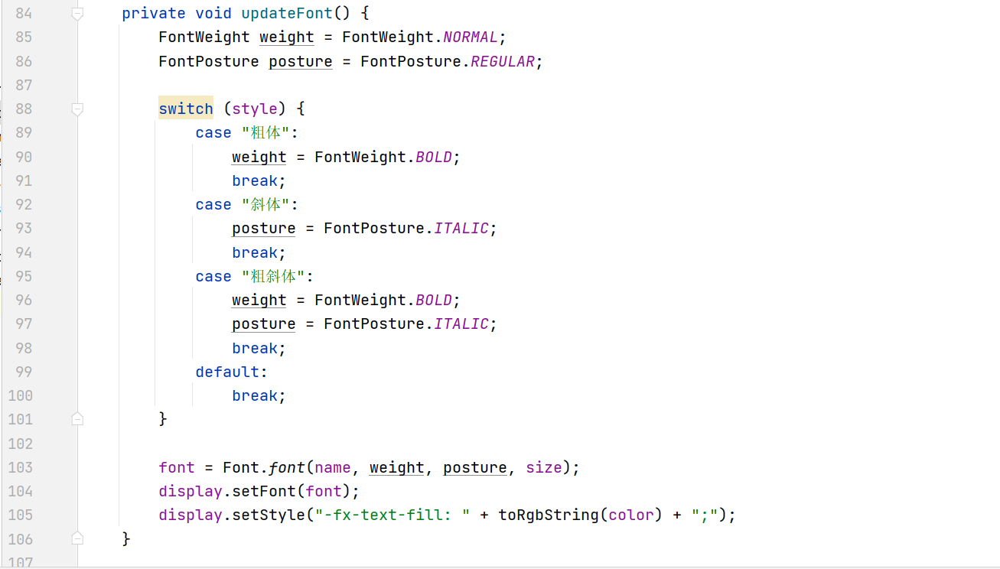 84 private void updateFont() {
85 FontWeight weight = FontWeight.NORMAL;
86 FontPosture posture = FontPosture.REGULAR;
87
88 switch (style) {
89 case "粗体":
90 weight = FontWeight.BOLD;
91 break;
92 case "斜体":
93 posture = FontPosture.ITALIC;
94 break;
95 case "粗斜体":
96 weight = FontWeight.BOLD;
97 posture = FontPosture.ITALIC;
98 break;
99 default:
100 break;
101 }
102
103 font = Font.font(name, weight, posture, size);
104 display.setFont(font);
105 display.setStyle("-fx-text-fill: " + toRgbString(color) + ";");
106 }
107